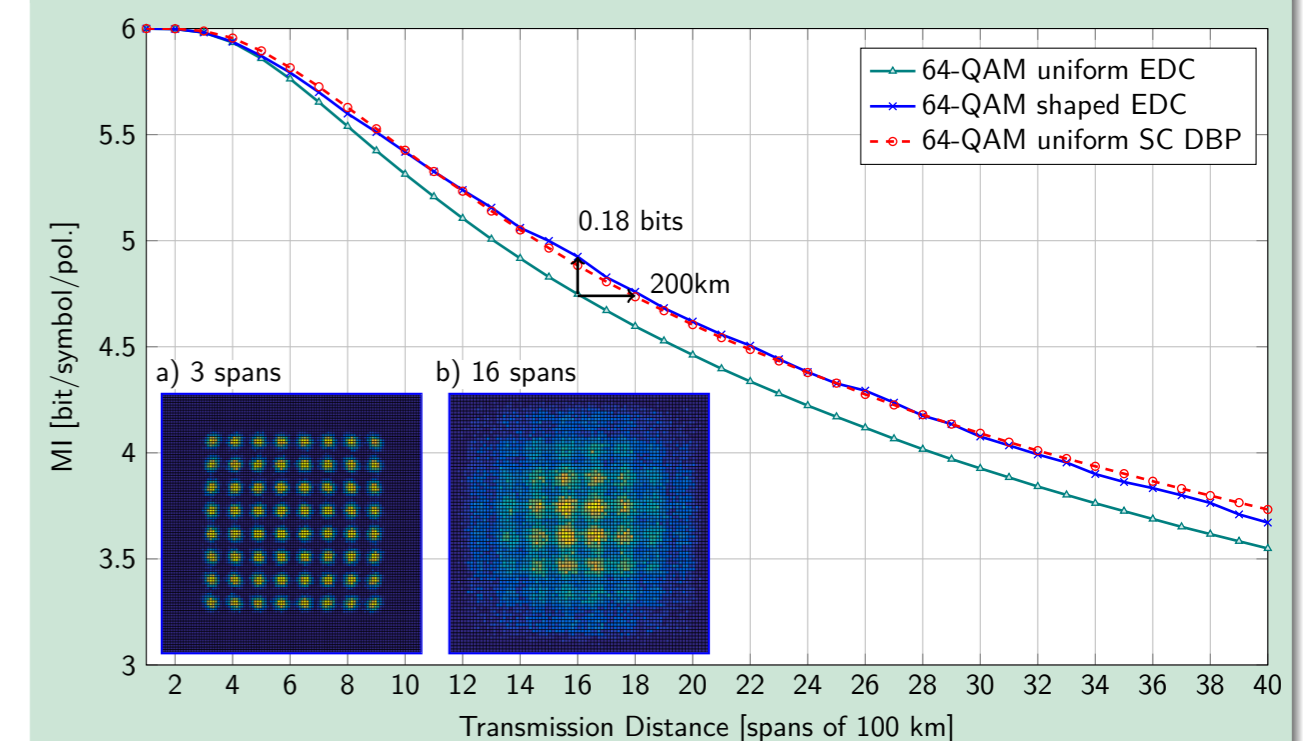 64-QAM uniform EDC
64-QAM shaped EDC
64-QAM uniform SC DBP
0.18 bits
200km
a) 3 spans
b) 16 spans
6
5.5
5
4.5
4
3.5
3
2 4 6 8 10 12 14 16 18 20 22 24 26 28 30 32 34 36 38 40
MI [bit/symbol/pol.]
Transmission Distance [spans of 100 km]